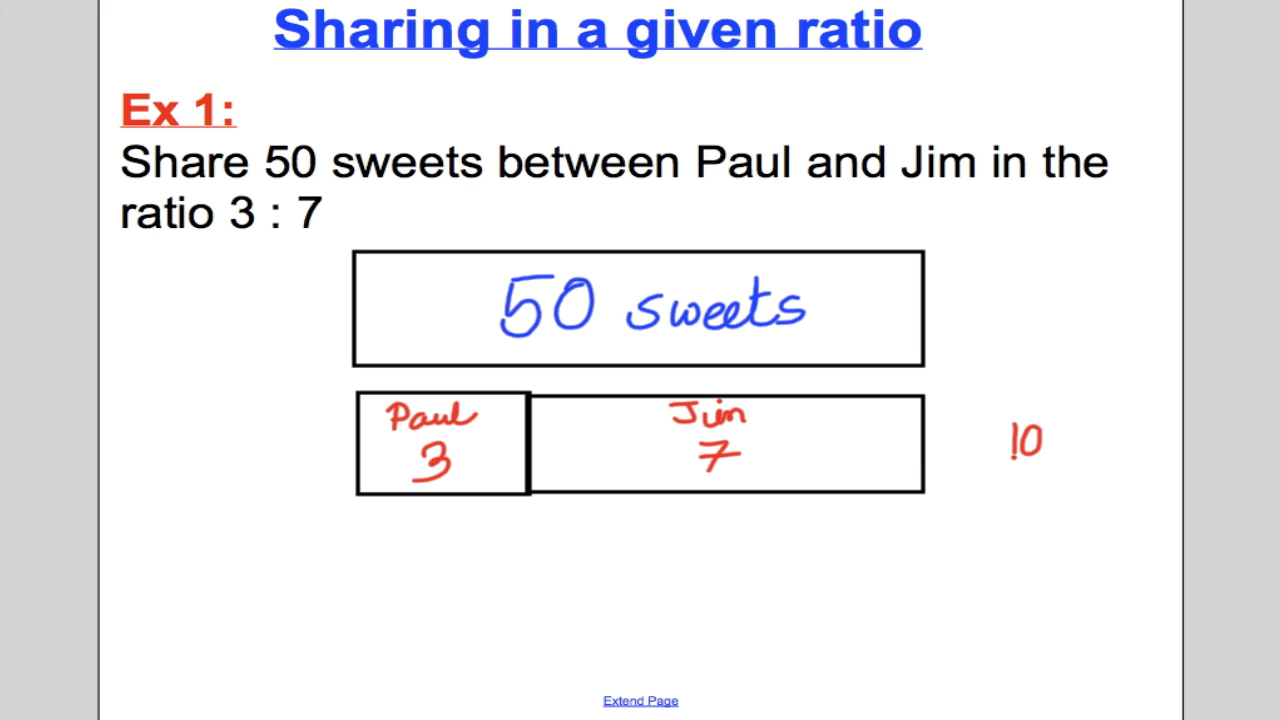 Sharing in a given ratio
Ex 1:
Share 50 sweets between Paul and Jim in the
ratio 3 : 7
50 sweets
Paul Jim
3 7 10
Extend Page